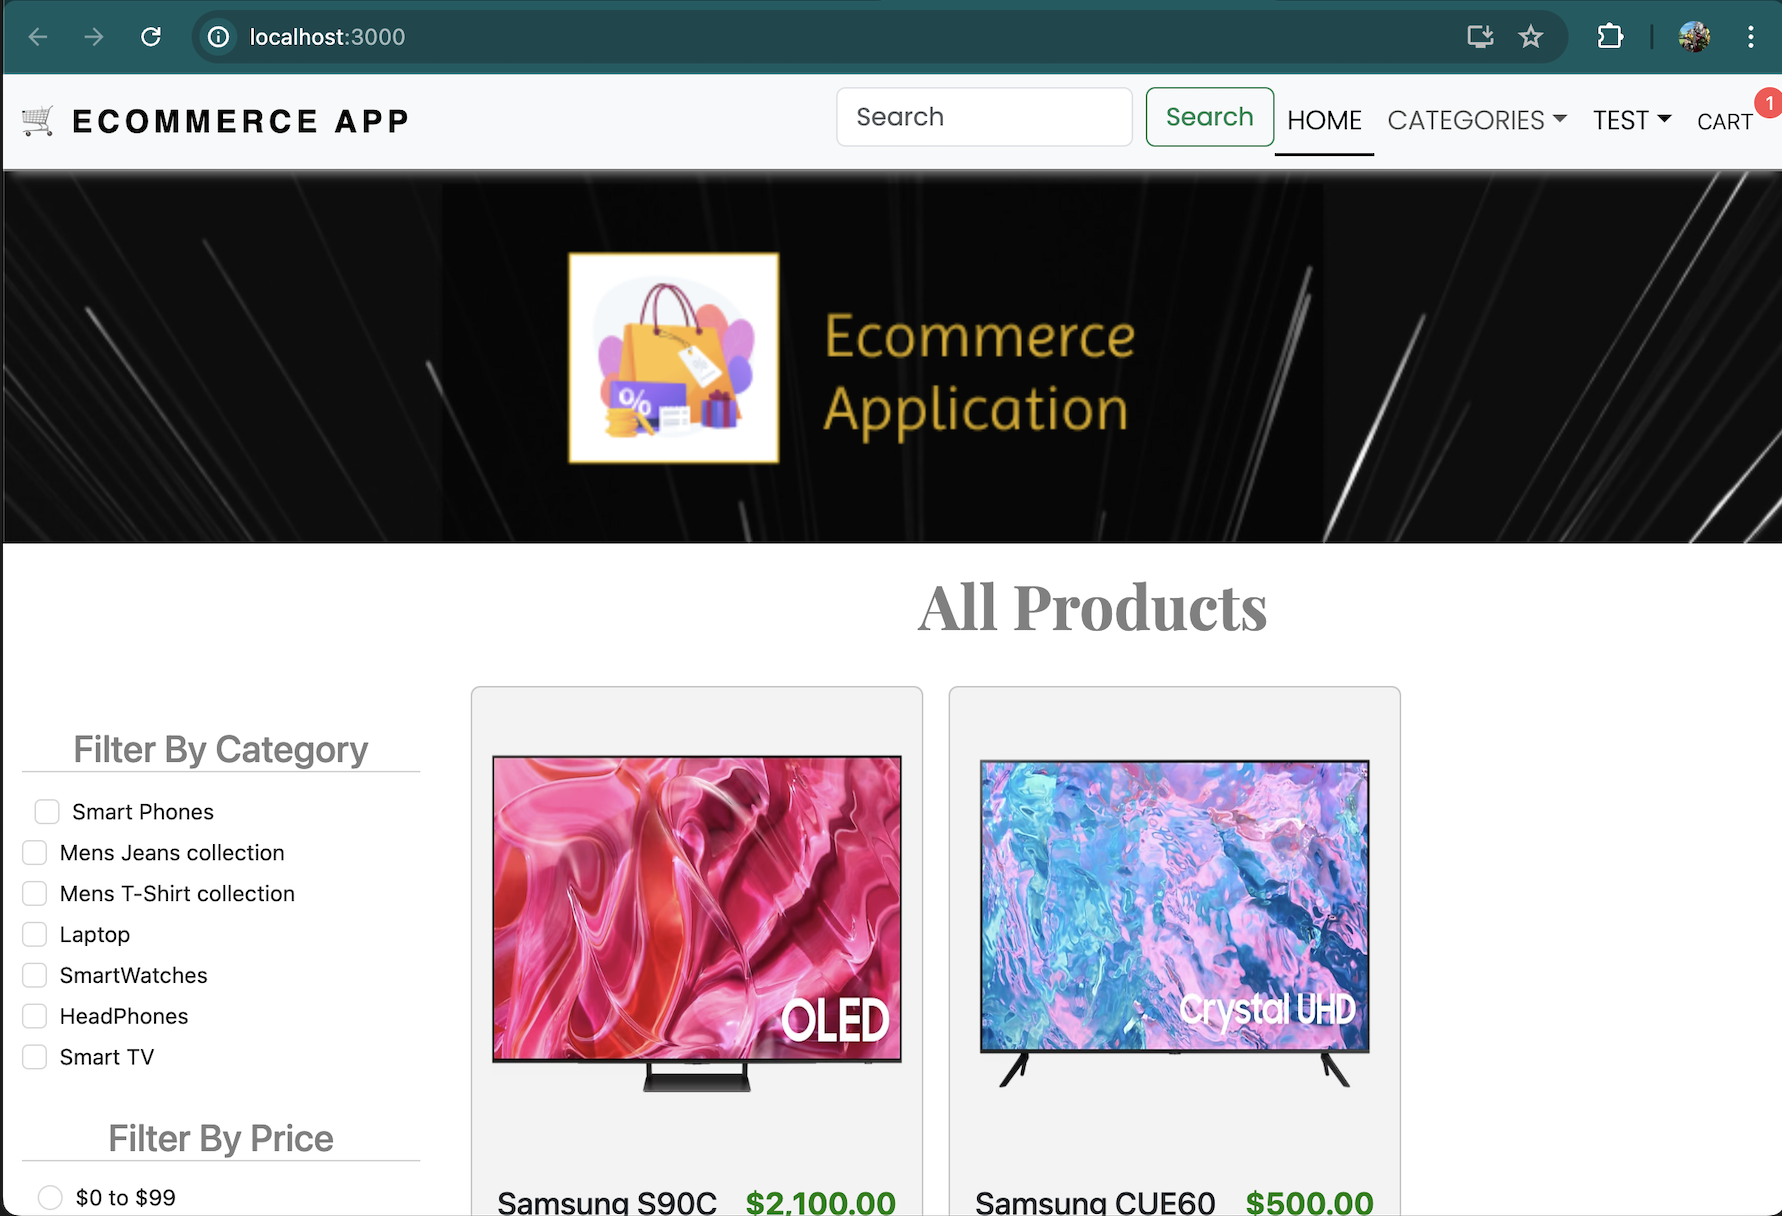 localhost:3000
ECOMMERCE APP
Search
Search
HOME
CATEGORIES
TEST
CART
1
%
Ecommerce
Application
All Products
Filter By Category
Smart Phones
Mens Jeans collection
Mens T-Shirt collection
Laptop
SmartWatches
HeadPhones
Smart TV
Filter By Price
$0 to $99
OLED
Samsung S90C $2,100.00
Crystal UHD
Samsung CUE60 $500.00